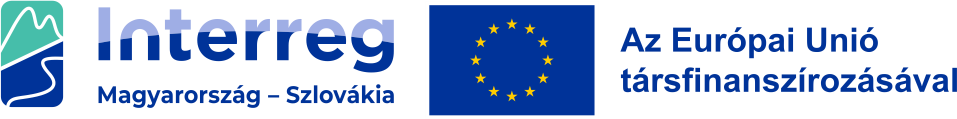 Interreg
Magyarország – Szlovákia
Az Európai Unió
társfinanszírozásával